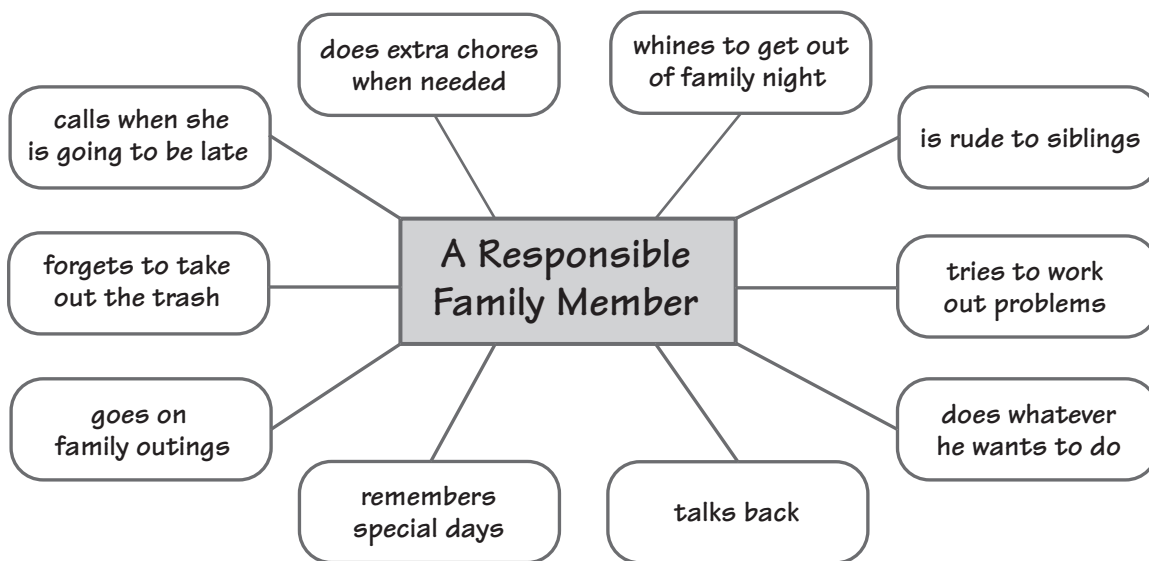 does extra chores
when needed
whines to get out
of family night
calls when she
is going to be late
is rude to siblings
A Responsible
Family Member
forgets to take
out the trash
tries to work
out problems
goes on
family outings
does whatever
he wants to do
remembers
special days
talks back